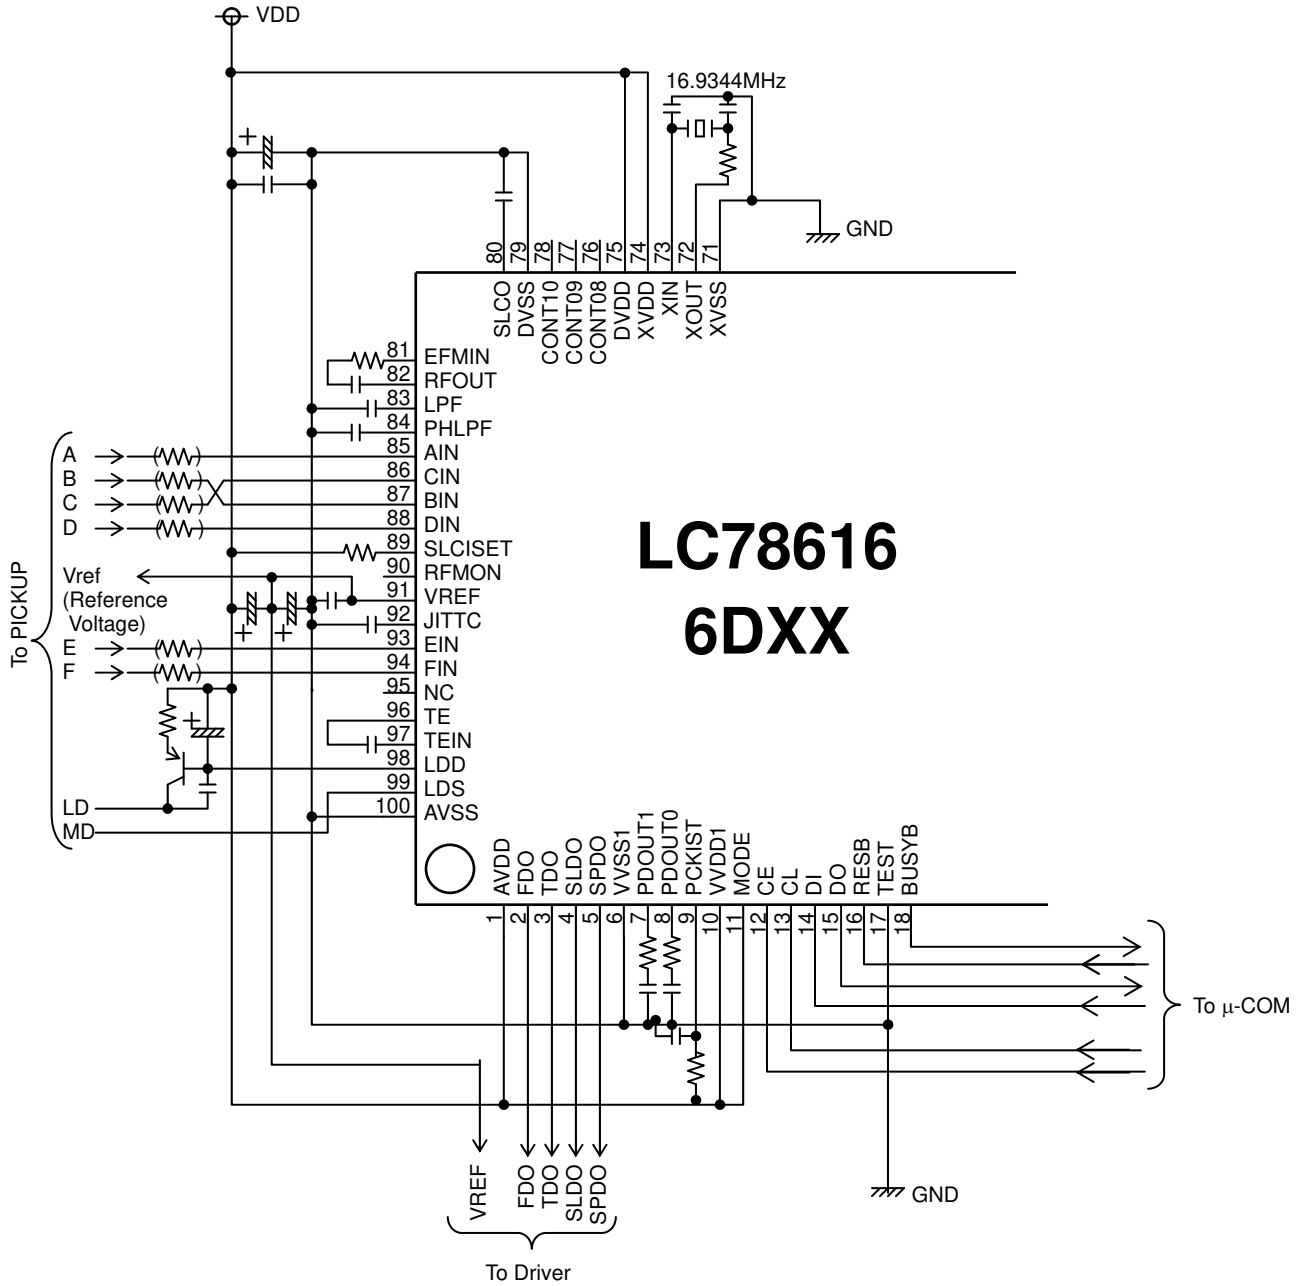 VDD
16.9344MHz
GND
80 79 78 77 76 75 74 73 72 71
SLCO DVSS CONT10 CONT09 CONT08 DVDD XVDD XIN XOUT XVSS
81 EFMIN
82 RFOUT
83 LPF
84 PHLPF
A 85 AIN
B 86 CIN
C 87 BIN
D 88 DIN
89 SLCISET
Vref 90 RFMON
(Reference 91 VREF
Voltage) 92 JITTC
E 93 EIN
F 94 FIN
95 NC
96 TE
97 TEIN
98 LDD
99 LDS
LD 100 AVSS
MD
To PICKUP
LC78616
6DXX
AVDD FDO TDO SLDO SPDO VVSS1 PDOUT1 PDOUT0 PCKIST VVDD1 MODE CE CL DI DO RESB TEST BUSYB
1 2 3 4 5 6 7 8 9 10 11 12 13 14 15 16 17 18
To μ-COM
VREF FDO TDO SLDO SPDO
GND
To Driver